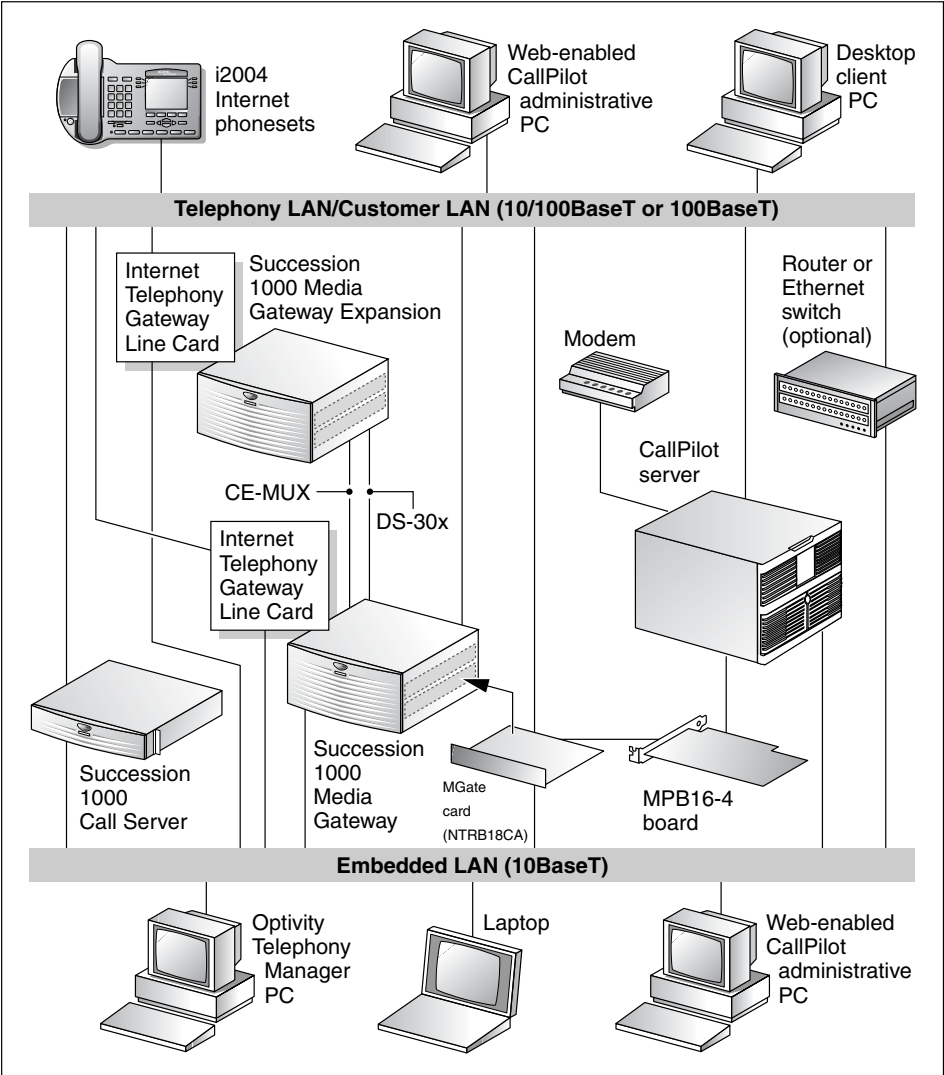 i2004
Internet
phonesets
Web-enabled
CallPilot
administrative
PC
Desktop
client
PC
Telephony LAN/Customer LAN (10/100BaseT or 100BaseT)
Internet
Telephony
Gateway
Line Card
Succession
1000 Media
Gateway Expansion
Modem
Router or
Ethernet
switch
(optional)
CallPilot
server
CE-MUX
DS-30x
Internet
Telephony
Gateway
Line Card
Succession
1000
Call Server
Succession
1000
Media
Gateway
MGate
card
(NTRB18CA)
MPB16-4
board
Embedded LAN (10BaseT)
Optivity
Telephony
Manager
PC
Laptop
Web-enabled
CallPilot
administrative
PC